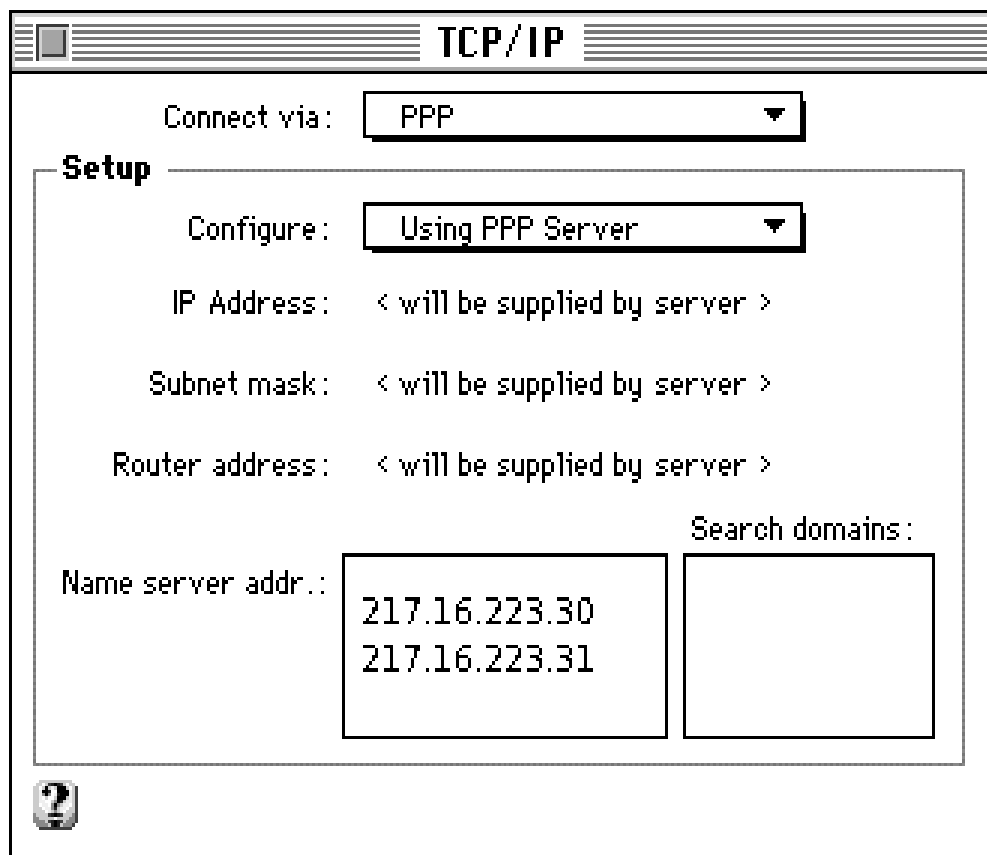 TCP/IP
Connect via: PPP
Setup
Configure: Using PPP Server
IP Address: < will be supplied by server >
Subnet mask: < will be supplied by server >
Router address: < will be supplied by server >
Search domains:
Name server addr.:
217.16.223.30
217.16.223.31
?